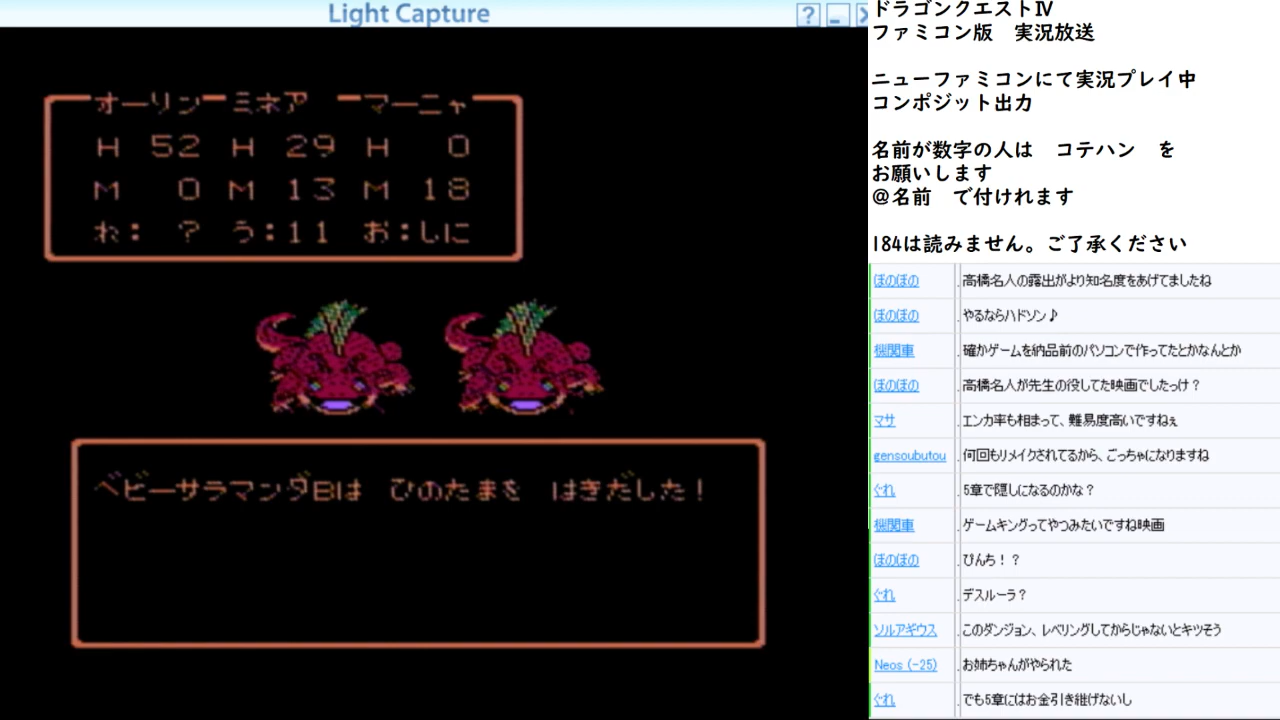 Light Capture
オーリン ミネア マーニャ
H 52 H 29 H 0
M 0 M 13 M 18
わ: ? う:11 お:しに
ベビーサラマンダBは ひのたまを はきだした!
ドラゴンクエストⅣ
ファミコン版 実況放送
ニューファミコンにて実況プレイ中
コンポジット出力
名前が数字の人は コテハン を
お願いします
@名前 で付けれます
184は読みません。ご了承ください
ぼのぼの .高橋名人の露出がより知名度をあげてましたね
ぼのぼの .やるならハドソン♪
機関車 .確かゲームを納品前のパソコンで作ってたとかなんとか
ぼのぼの .高橋名人が先生の役してた映画でしたっけ?
マサ .エンカ率も相まって、難易度高いですねぇ
gensoubutou .何回もリメイクされてるから、ごっちゃになりますね
ぐれ .5章で隠しになるのかな?
機関車 .ゲームキングってやつみたいですね映画
ぼのぼの .ぴんち!?
ぐれ .デスルーラ?
ソルアギウス .このダンジョン、レベリングしてからじゃないとキツそう
Neos (-25) .お姉ちゃんがやられた
ぐれ .でも5章にはお金引き継げないし